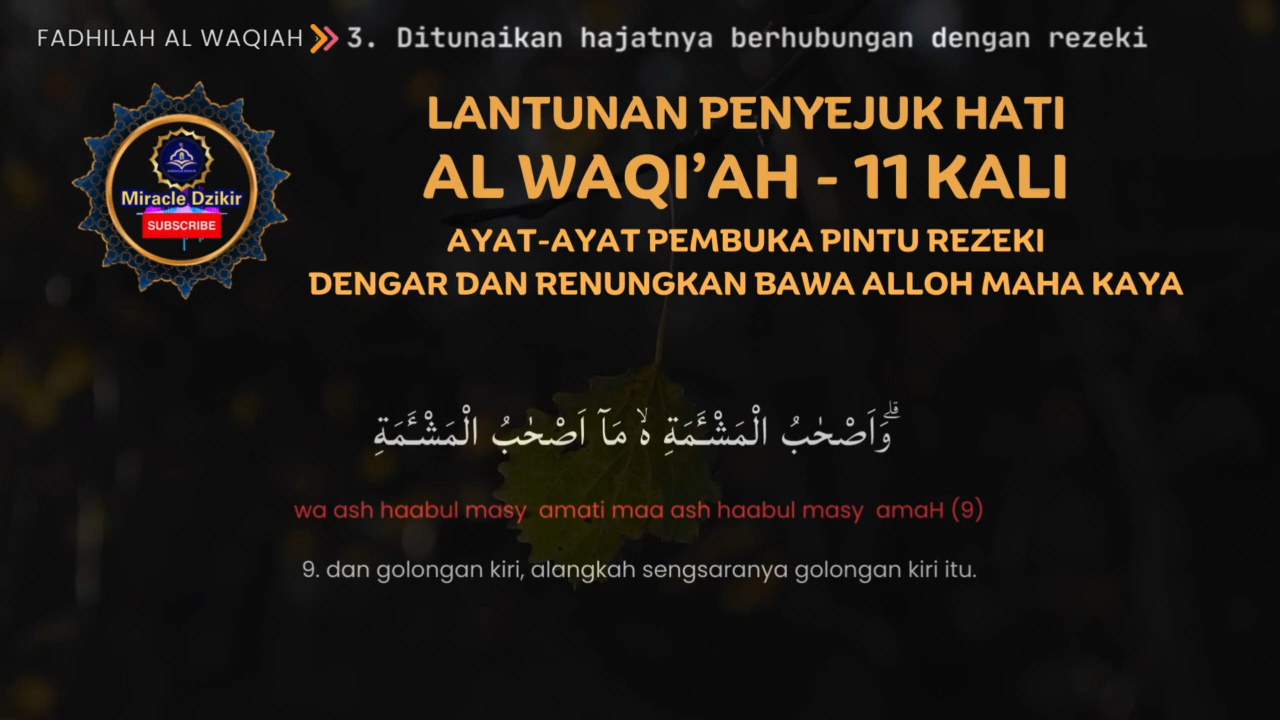 FADHILAH AL WAQIAH 3. Ditunaikan hajatnya berhubungan dengan rezeki
LANTUNAN PENYEJUK HATI
AL WAQI’AH - 11 KALI
AYAT-AYAT PEMBUKA PINTU REZEKI
DENGAR DAN RENUNGKAN BAWA ALLOH MAHA KAYA
Miracle Dzikir
SUBSCRIBE
وَاَصْحٰبُ الْمَشْـَٔمَةِ ەۙ مَآ اَصْحٰبُ الْمَشْـَٔمَةِۗ
wa ash haabul masy amati maa ash haabul masy amaH (9)
9. dan golongan kiri, alangkah sengsaranya golongan kiri itu.